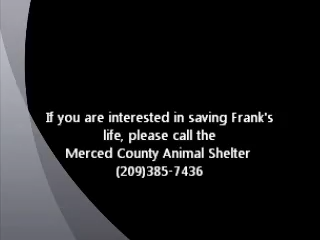 If you are interested in saving Frank's
life, please call the
Merced County Animal Shelter
(209)385-7436